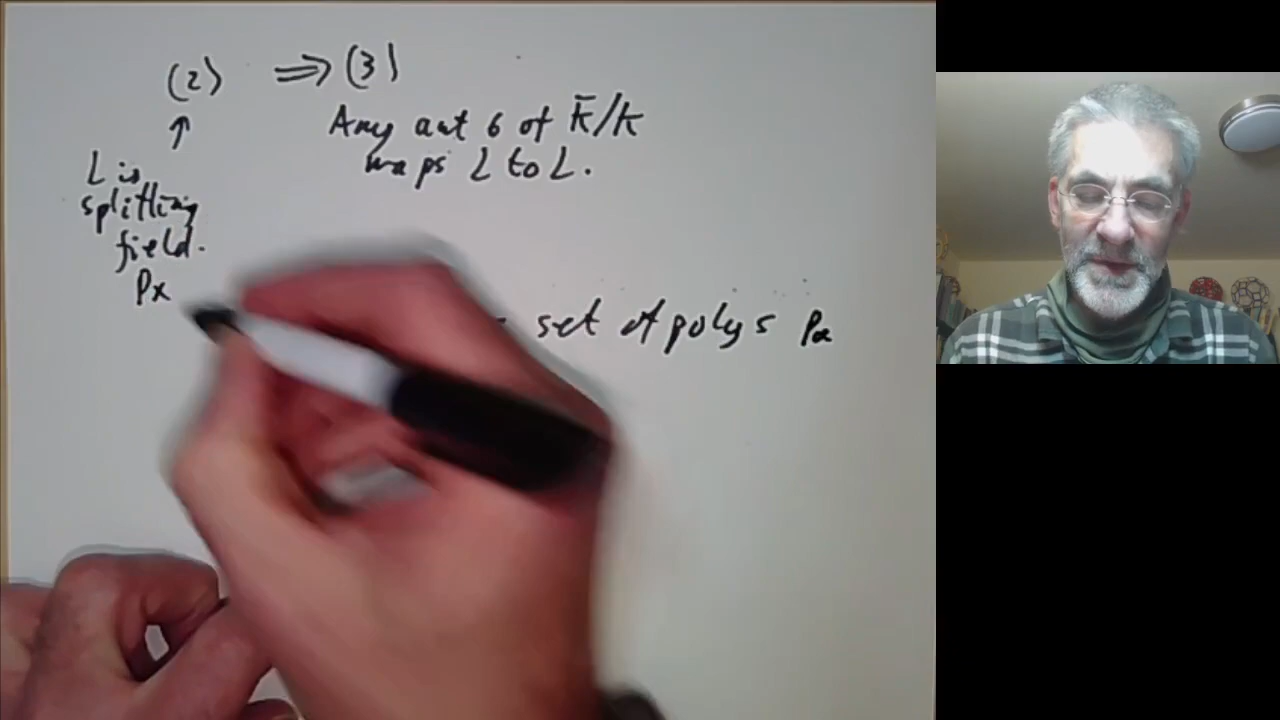 (2) ⟹ (3)
↑
Any aut σ of K̄/K
maps L to L.
L is
splitting
field.
Pα
set of polys Pα